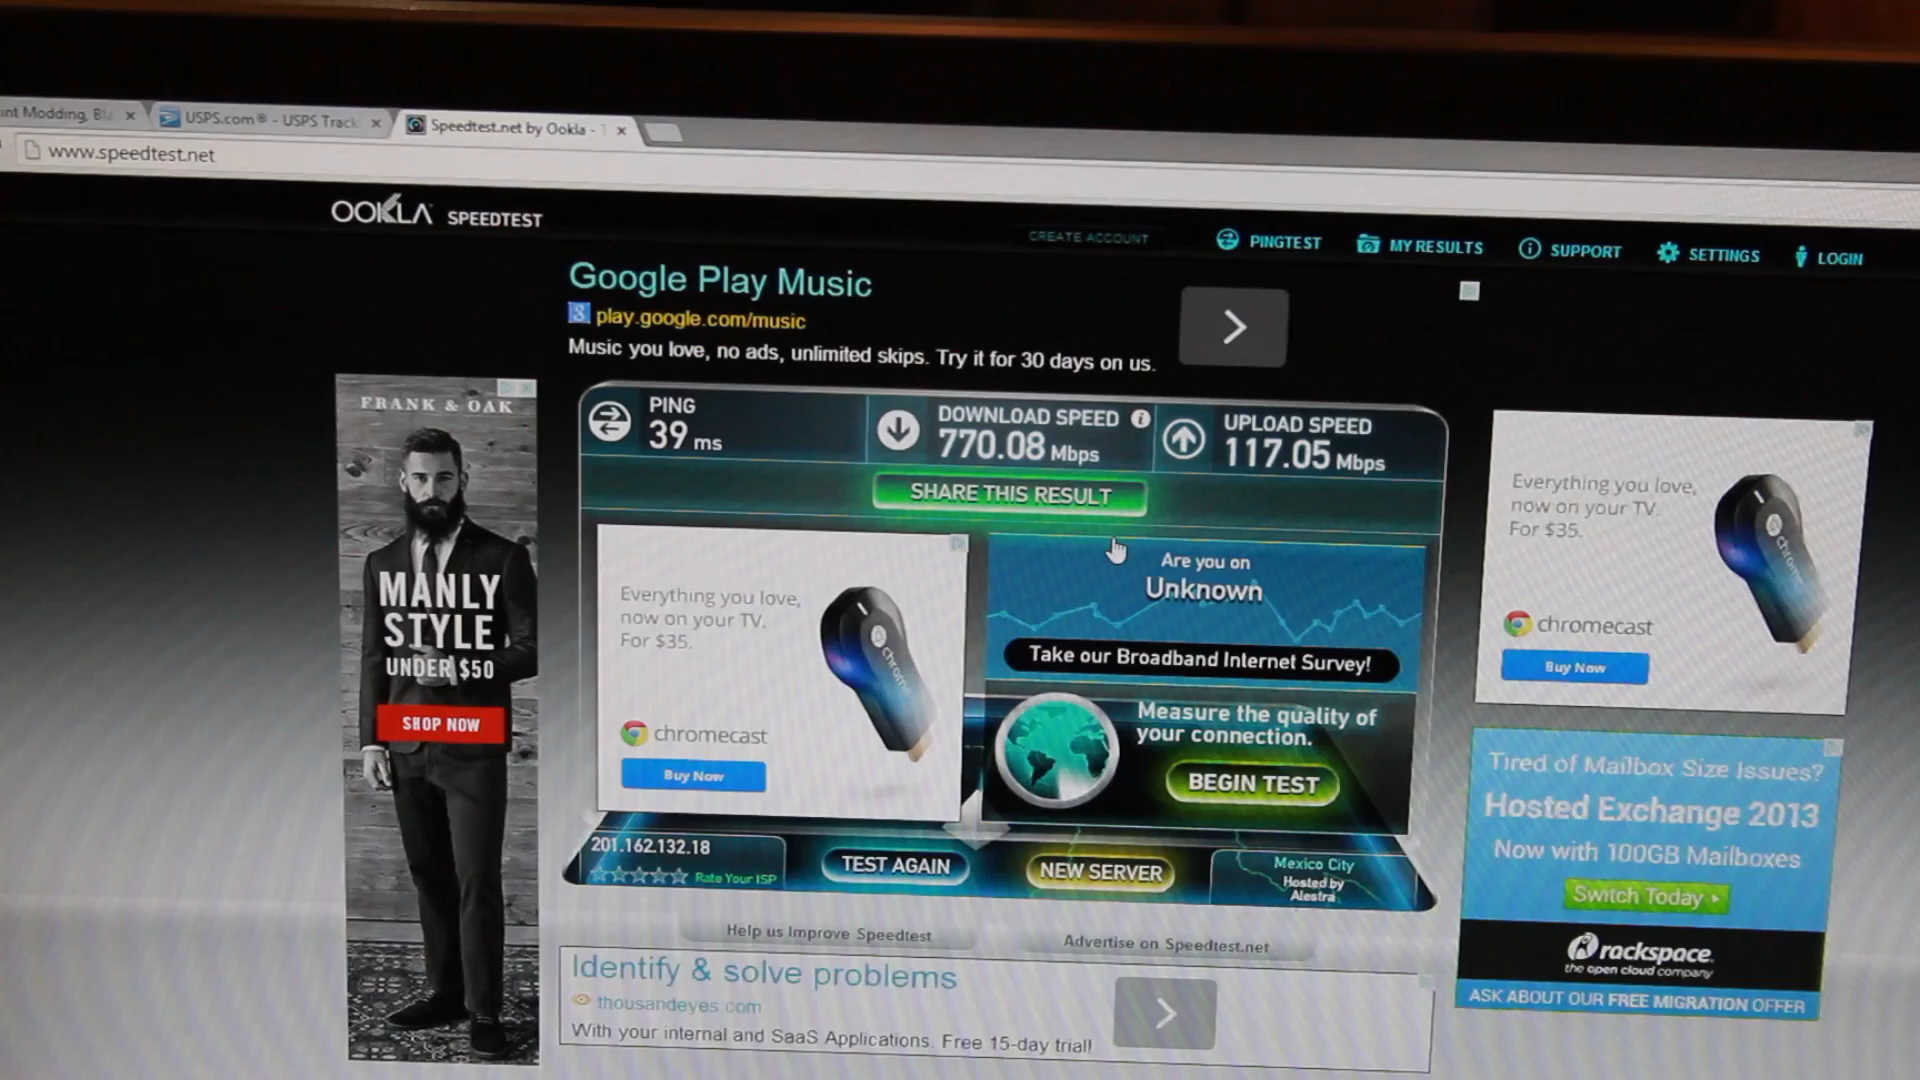 int Modding, Bla
USPS.com® - USPS Track
Speedtest.net by Ookla - T
www.speedtest.net
OOKLA SPEEDTEST
CREATE ACCOUNT
PINGTEST
MY RESULTS
SUPPORT
SETTINGS
LOGIN
Google Play Music
play.google.com/music
Music you love, no ads, unlimited skips. Try it for 30 days on us.
FRANK & OAK
MANLY
STYLE
UNDER $50
SHOP NOW
PING
39 ms
DOWNLOAD SPEED
770.08 Mbps
UPLOAD SPEED
117.05 Mbps
SHARE THIS RESULT
Everything you love,
now on your TV.
For $35.
chrome
chromecast
Buy Now
Are you on
Unknown
Take our Broadband Internet Survey!
Measure the quality of
your connection.
BEGIN TEST
201.162.132.18
Rate Your ISP
TEST AGAIN
NEW SERVER
Mexico City
Hosted by
Alestra
Help us Improve Speedtest
Advertise on Speedtest.net
Identify & solve problems
thousandeyes.com
With your internal and SaaS Applications. Free 15-day trial!
Everything you love,
now on your TV.
For $35.
chrome
chromecast
Buy Now
Tired of Mailbox Size Issues?
Hosted Exchange 2013
Now with 100GB Mailboxes
Switch Today
rackspace.
the open cloud company
ASK ABOUT OUR FREE MIGRATION OFFER